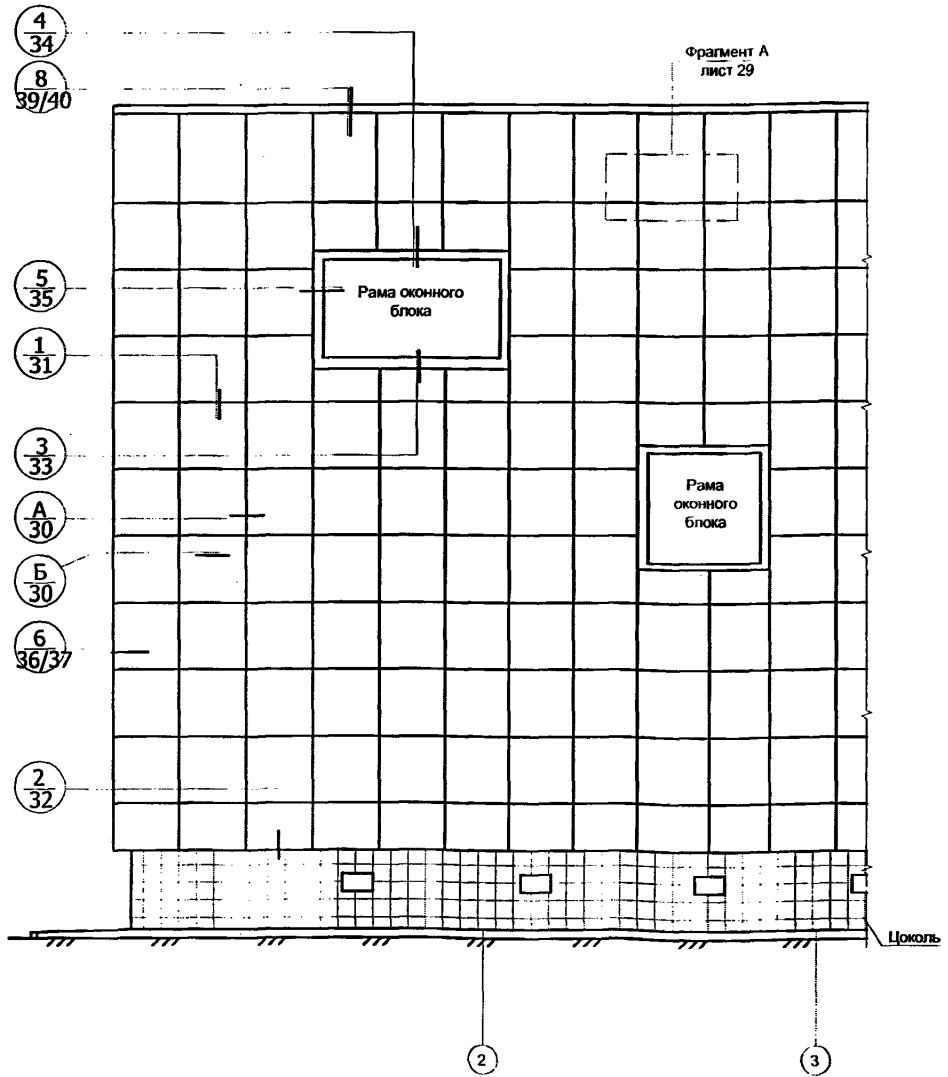 4
34
8
39/40
Фрагмент А
лист 29
5
35
Рама оконного
блока
1
31
3
33
А
30
Рама
оконного
блока
Б
30
6
36/37
2
32
Цоколь
2
3